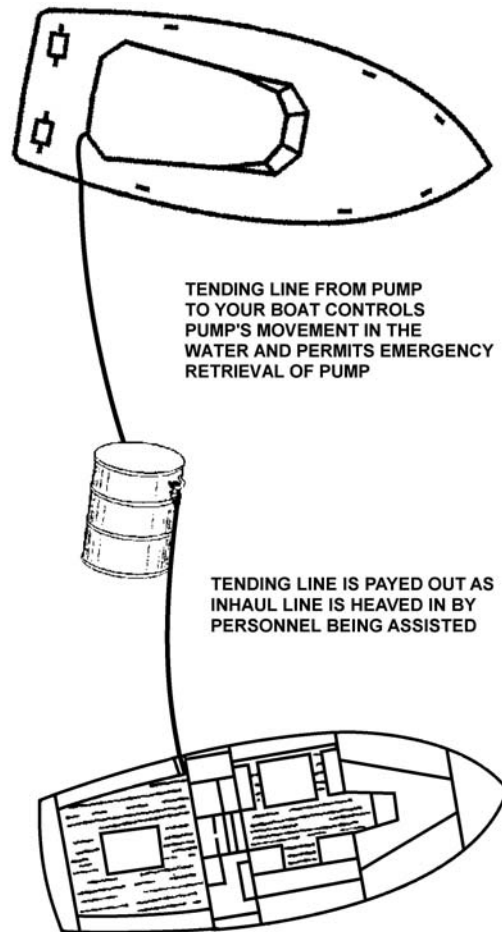 TENDING LINE FROM PUMP
TO YOUR BOAT CONTROLS
PUMP'S MOVEMENT IN THE
WATER AND PERMITS EMERGENCY
RETRIEVAL OF PUMP
TENDING LINE IS PAYED OUT AS
INHAUL LINE IS HEAVED IN BY
PERSONNEL BEING ASSISTED